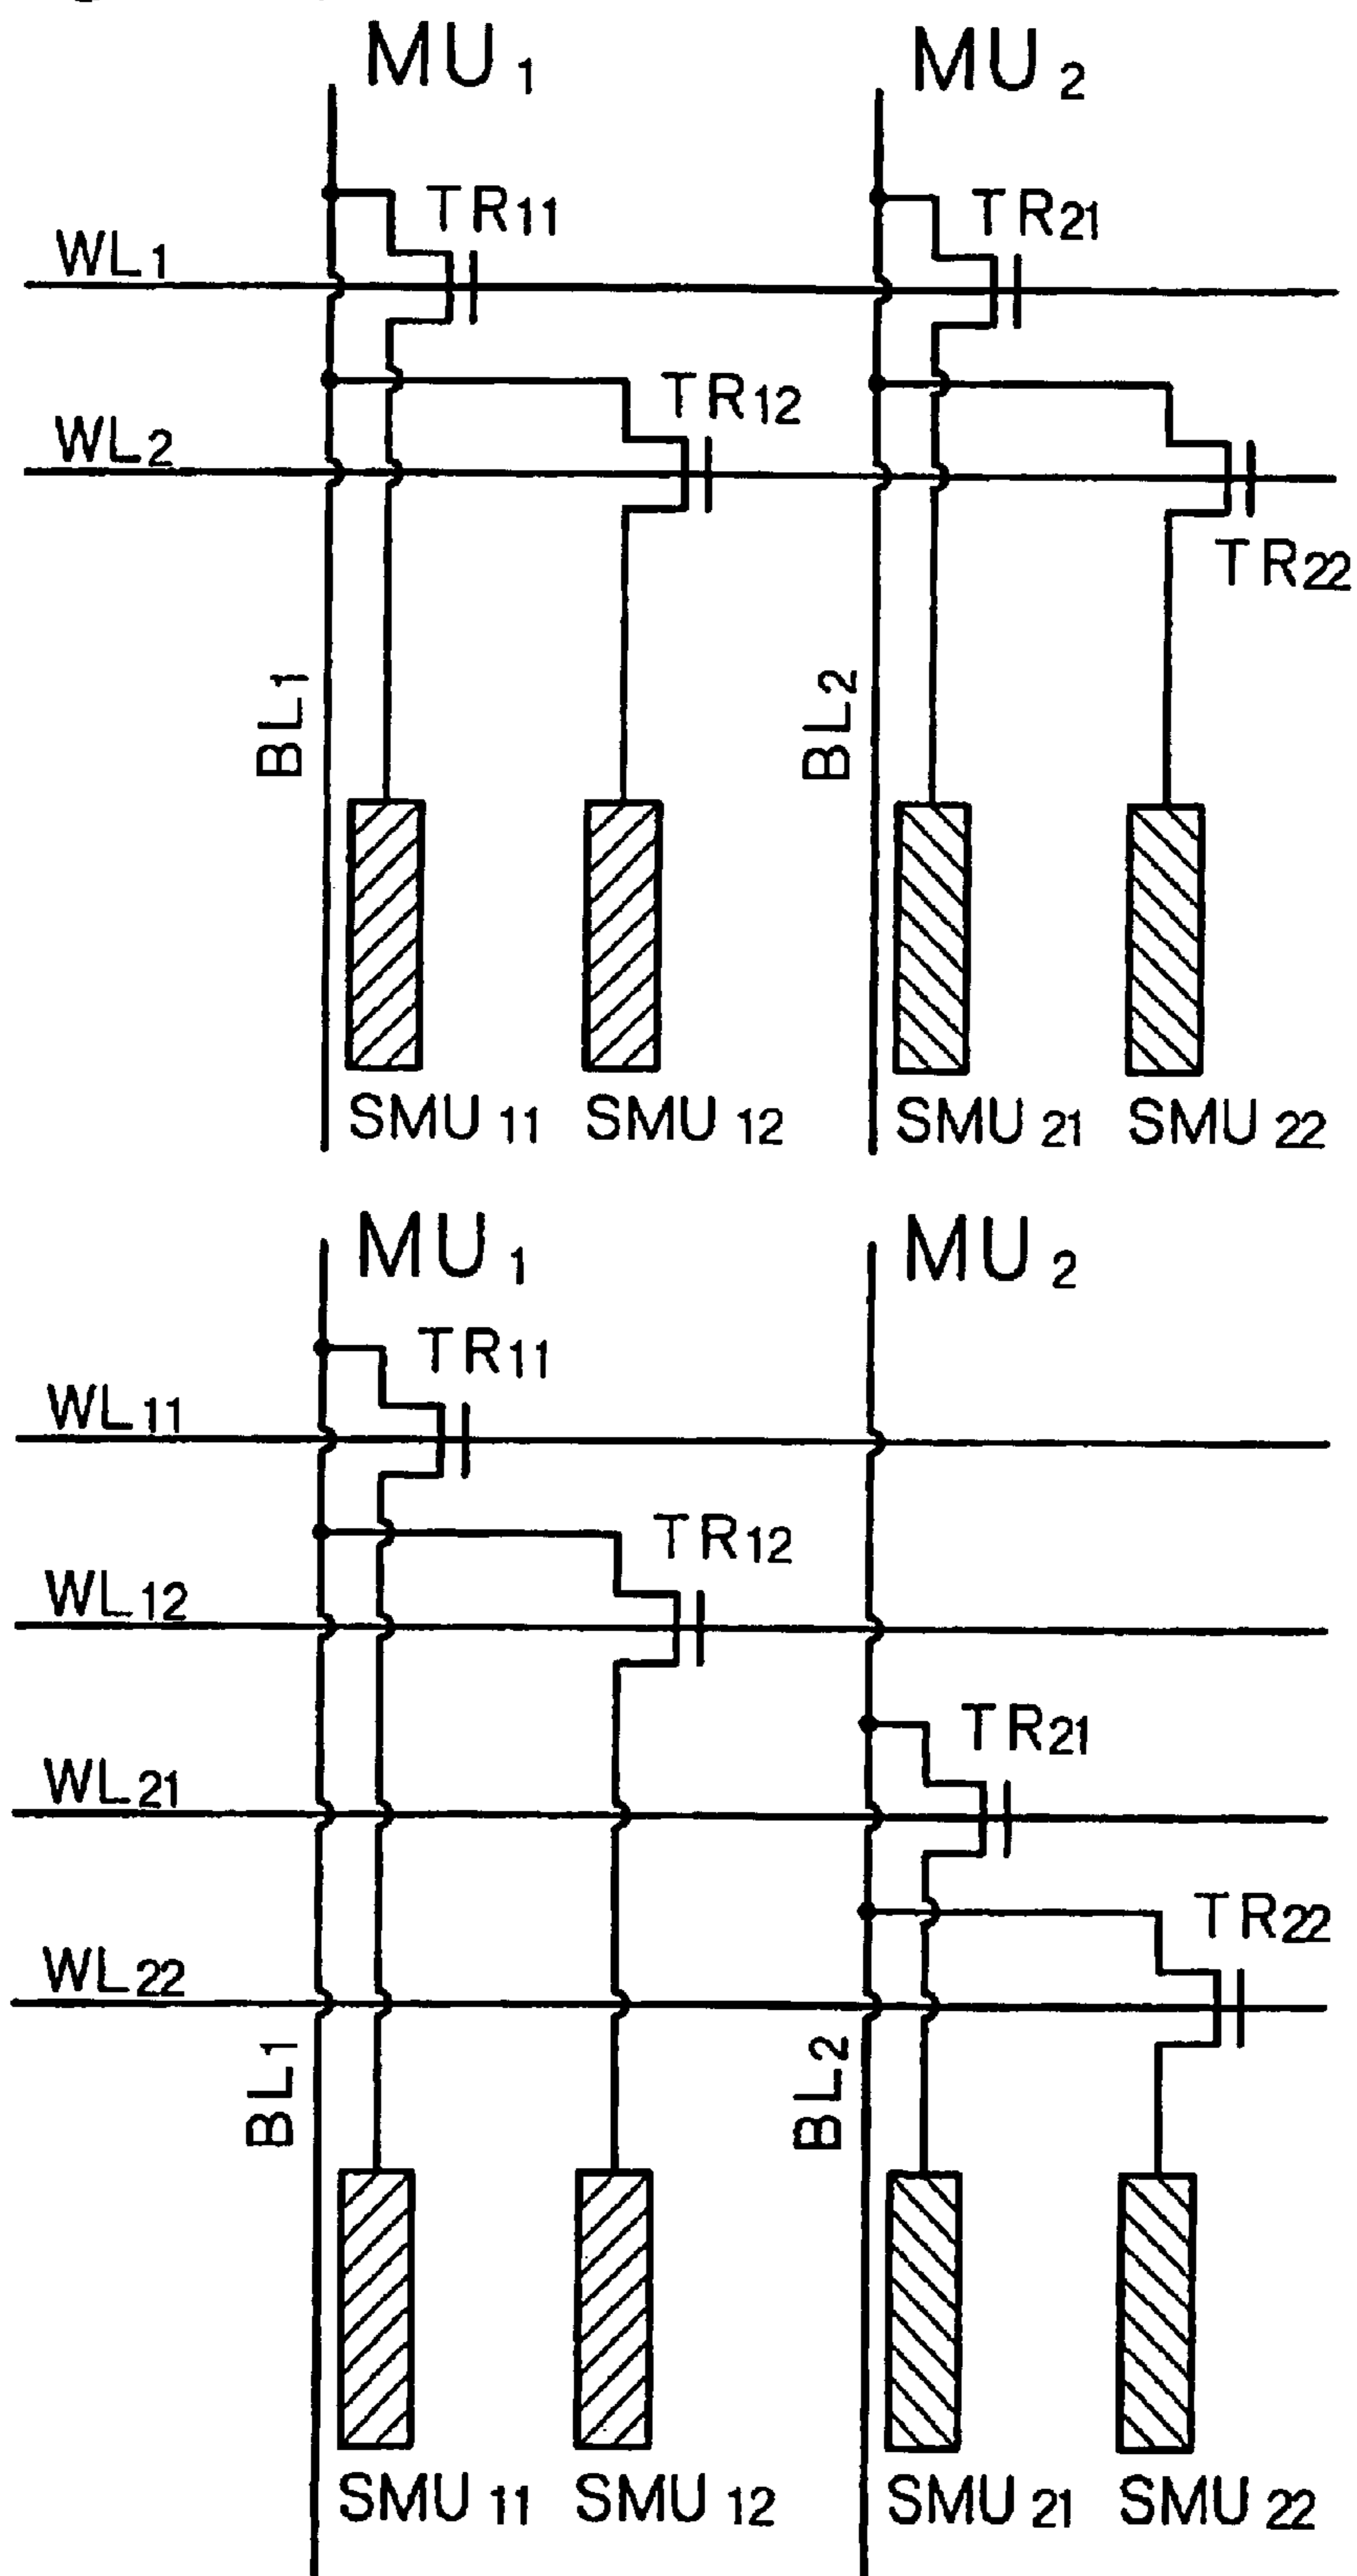 MU1 MU2
TR11 TR21
WL1
TR12
WL2
TR22
BL1 BL2
SMU11 SMU12 SMU21 SMU22
MU1 MU2
TR11
WL11
TR12
WL12
TR21
WL21
TR22
WL22
BL1 BL2
SMU11 SMU12 SMU21 SMU22